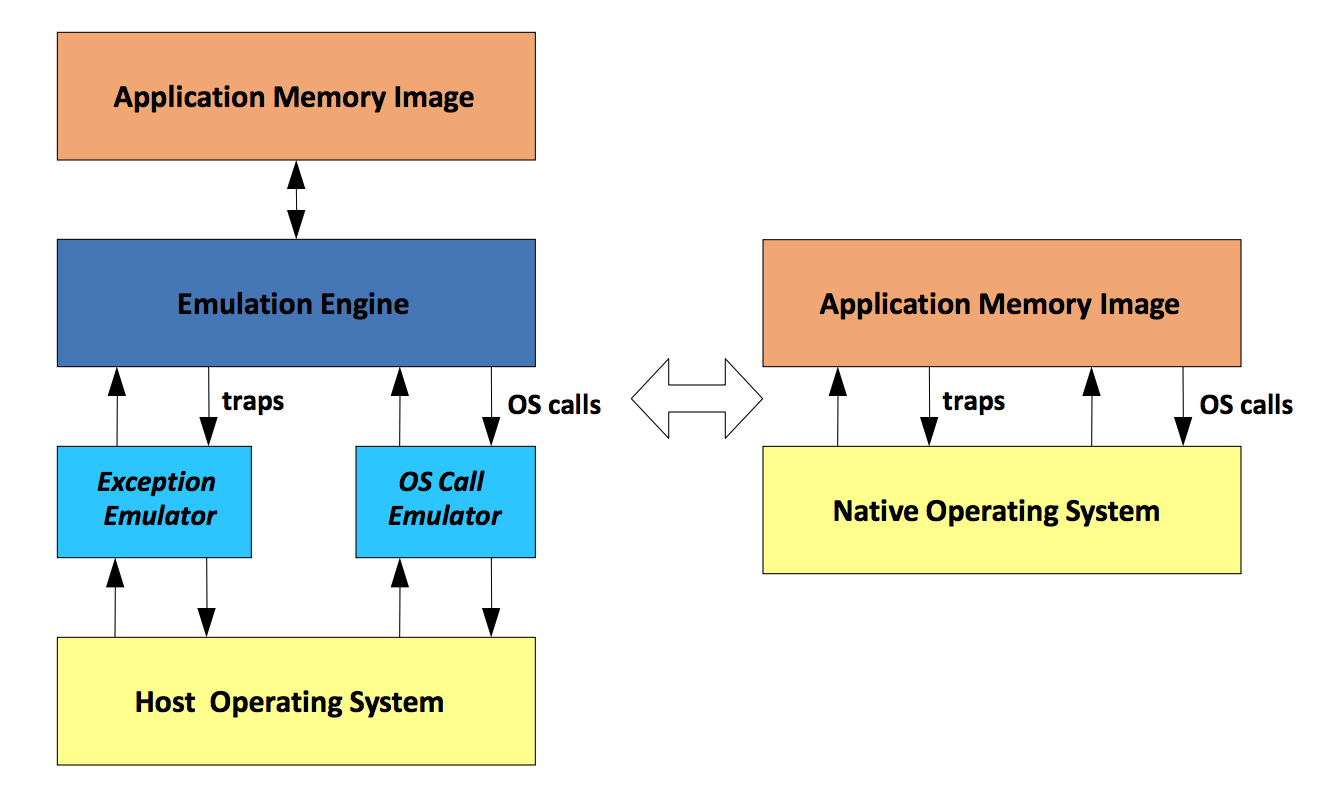 Application Memory Image
Emulation Engine
traps
OS calls
Exception
Emulator
OS Call
Emulator
Host Operating System
Application Memory Image
traps
OS calls
Native Operating System